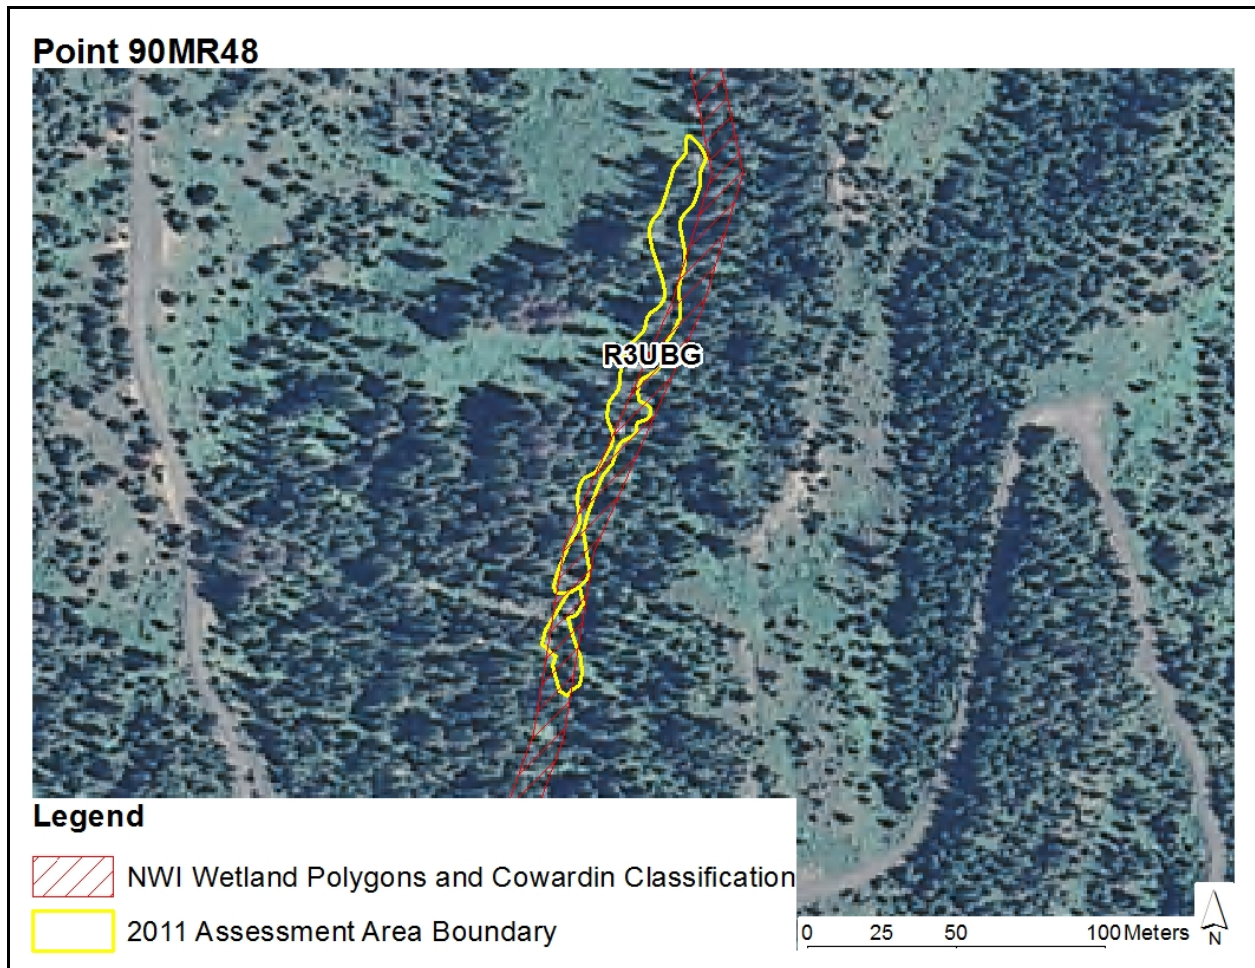 Point 90MR48
R3UBG
Legend
NWI Wetland Polygons and Cowardin Classification
2011 Assessment Area Boundary
0 25 50 100 Meters
N